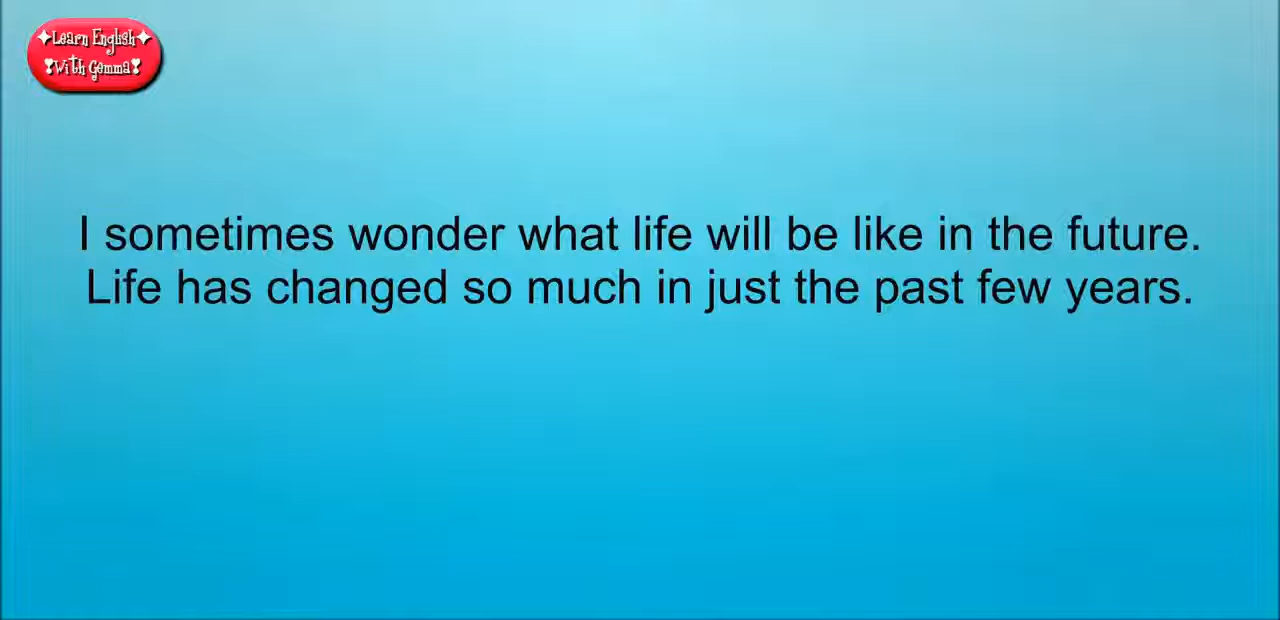 ✦Learn English✦
❣With Gemma❣
I sometimes wonder what life will be like in the future.
Life has changed so much in just the past few years.